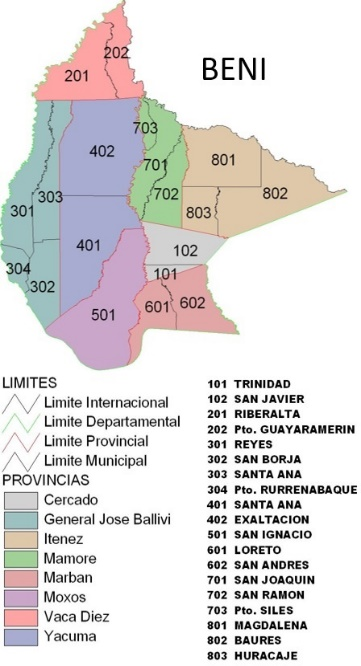 BENI
202
201
703
402
801
701
303
702
802
301
803
401
102
304
101
302
501
601
602
LIMITES
Limite Internacional
Limite Departamental
Limite Provincial
Limite Municipal
PROVINCIAS
Cercado
General Jose Ballivi
Itenez
Mamore
Marban
Moxos
Vaca Diez
Yacuma
101 TRINIDAD
102 SAN JAVIER
201 RIBERALTA
202 Pto. GUAYARAMERIN
301 REYES
302 SAN BORJA
303 SANTA ANA
304 Pto. RURRENABAQUE
401 SANTA ANA
402 EXALTACION
501 SAN IGNACIO
601 LORETO
602 SAN ANDRES
701 SAN JOAQUIN
702 SAN RAMON
703 Pto. SILES
801 MAGDALENA
802 BAURES
803 HURACAJE